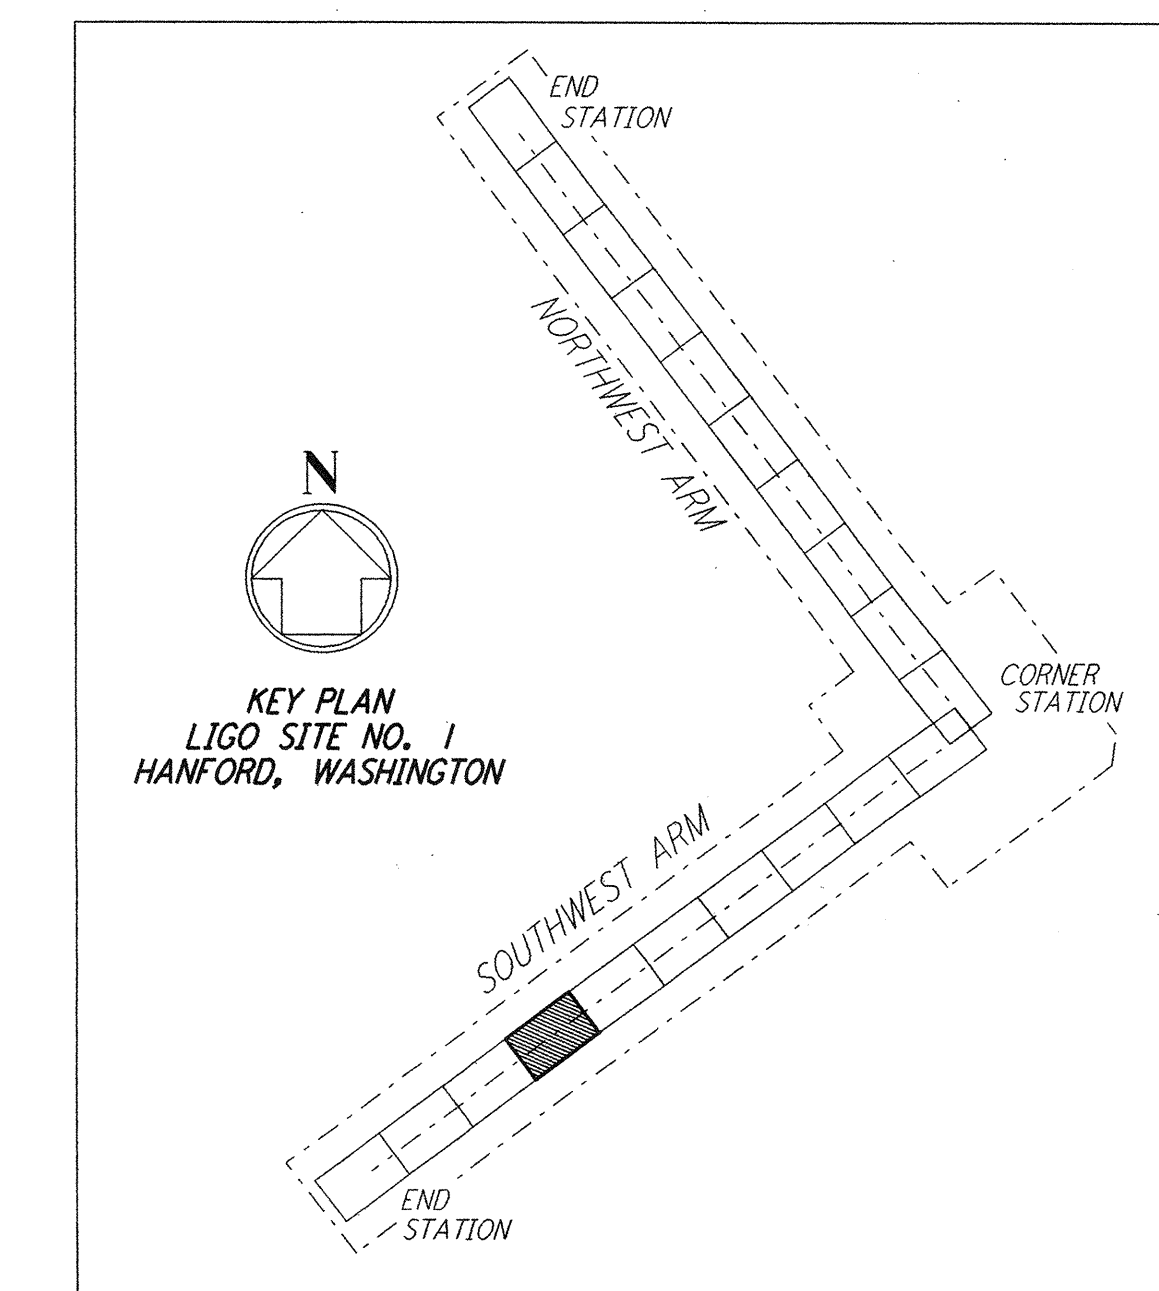 END
STATION
NORTHWEST ARM
N
KEY PLAN
LIGO SITE NO. 1
HANFORD, WASHINGTON
CORNER
STATION
SOUTHWEST ARM
END
STATION